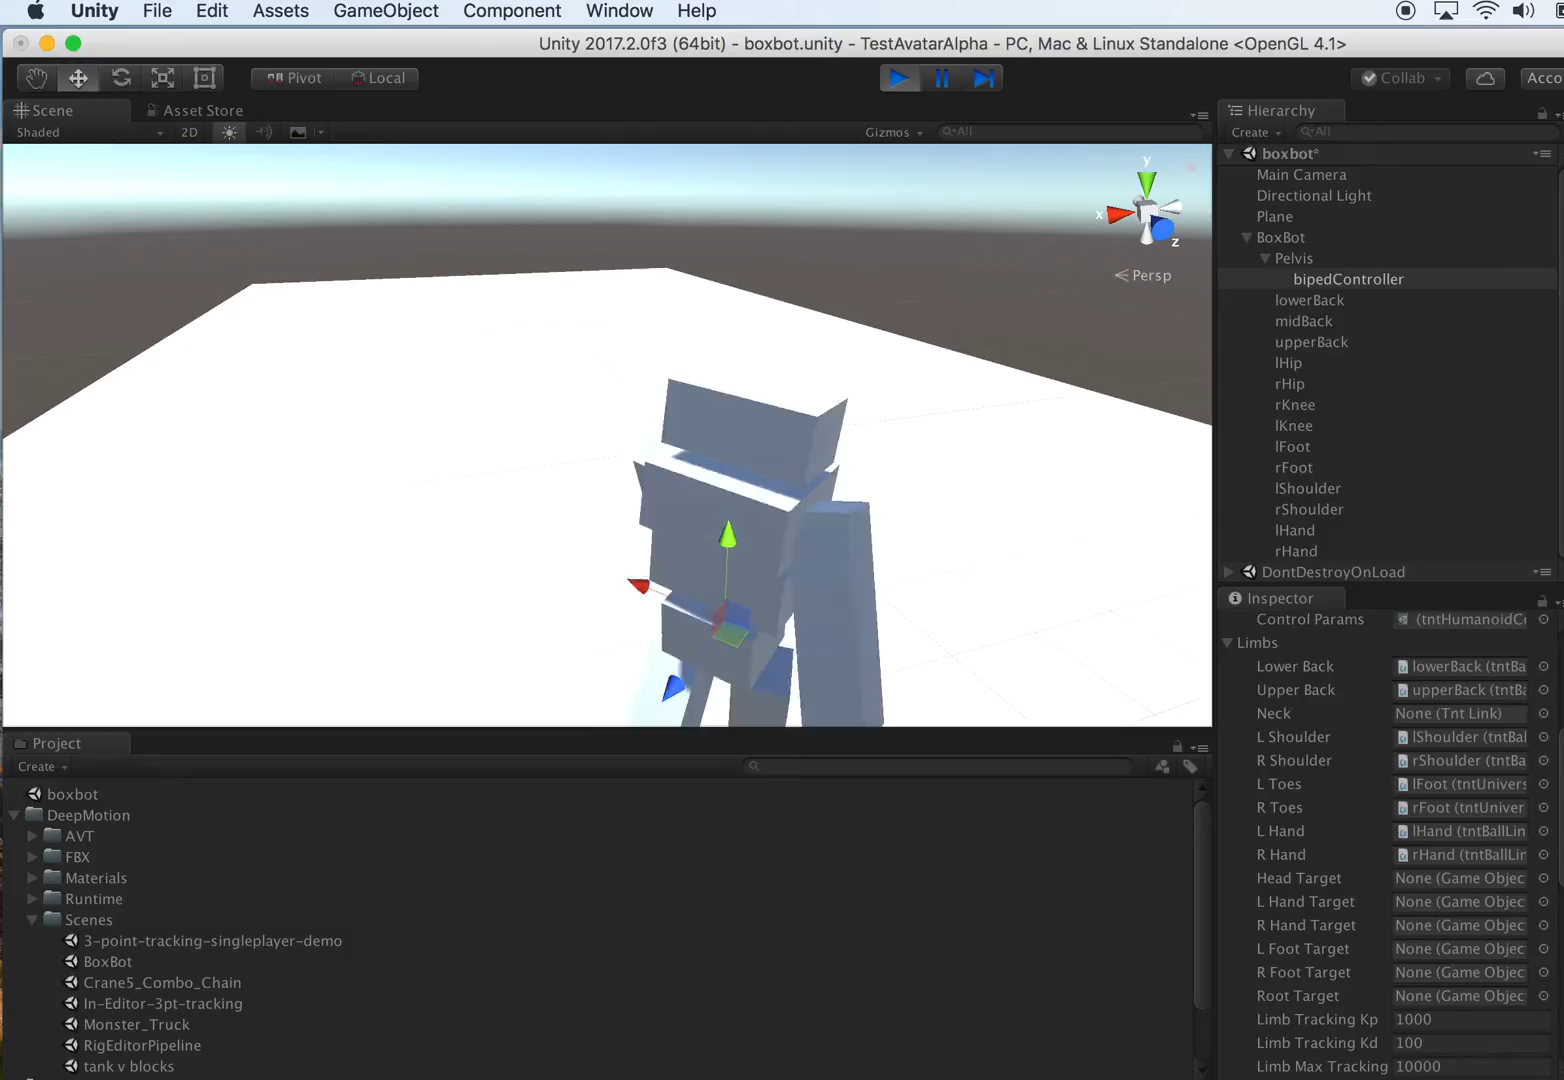 Unity File Edit Assets GameObject Component Window Help
Unity 2017.2.0f3 (64bit) - boxbot.unity - TestAvatarAlpha - PC, Mac & Linux Standalone <OpenGL 4.1>
Pivot Local Collab Acco
Scene Asset Store
Shaded 2D Gizmos All
y
x
z
Persp
Hierarchy
Create All
boxbot*
Main Camera
Directional Light
Plane
BoxBot
Pelvis
bipedController
lowerBack
midBack
upperBack
lHip
rHip
rKnee
lKnee
lFoot
rFoot
lShoulder
rShoulder
lHand
rHand
DontDestroyOnLoad
Inspector
Control Params (tntHumanoidCo
Limbs
Lower Back lowerBack (tntBa
Upper Back upperBack (tntBa
Neck None (Tnt Link)
L Shoulder lShoulder (tntBal
R Shoulder rShoulder (tntBa
L Toes lFoot (tntUnivers
R Toes rFoot (tntUniver
L Hand lHand (tntBallLin
R Hand rHand (tntBallLin
Head Target None (Game Objec
L Hand Target None (Game Objec
R Hand Target None (Game Objec
L Foot Target None (Game Objec
R Foot Target None (Game Objec
Root Target None (Game Objec
Limb Tracking Kp 1000
Limb Tracking Kd 100
Limb Max Tracking 10000
Project
Create
boxbot
DeepMotion
AVT
FBX
Materials
Runtime
Scenes
3-point-tracking-singleplayer-demo
BoxBot
Crane5_Combo_Chain
In-Editor-3pt-tracking
Monster_Truck
RigEditorPipeline
tank v blocks